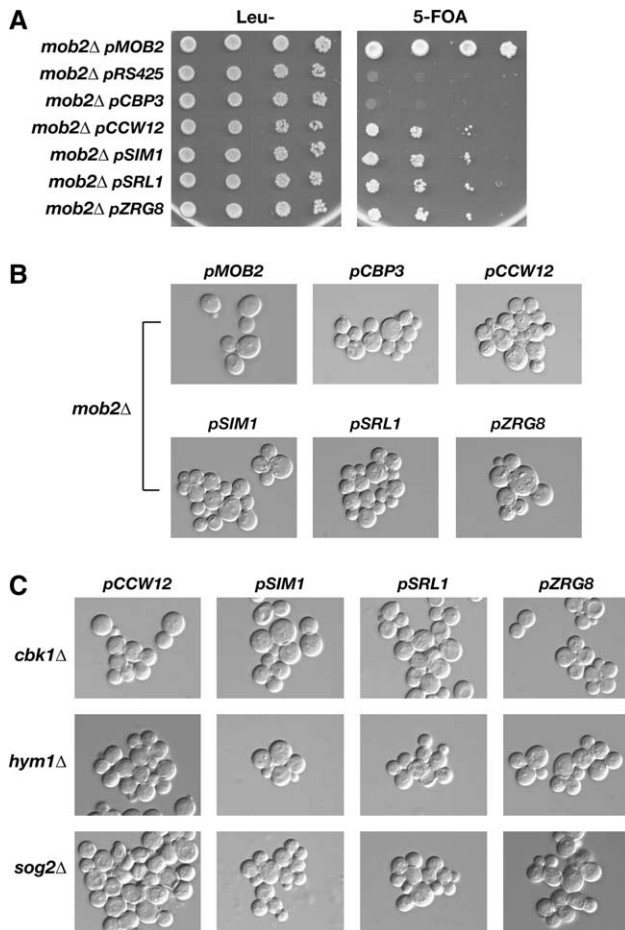 A
Leu-
5-FOA
mob2Δ pMOB2
mob2Δ pRS425
mob2Δ pCBP3
mob2Δ pCCW12
mob2Δ pSIM1
mob2Δ pSRL1
mob2Δ pZRG8
B
pMOB2
pCBP3
pCCW12
mob2Δ
pSIM1
pSRL1
pZRG8
C
pCCW12
pSIM1
pSRL1
pZRG8
cbk1Δ
hym1Δ
sog2Δ